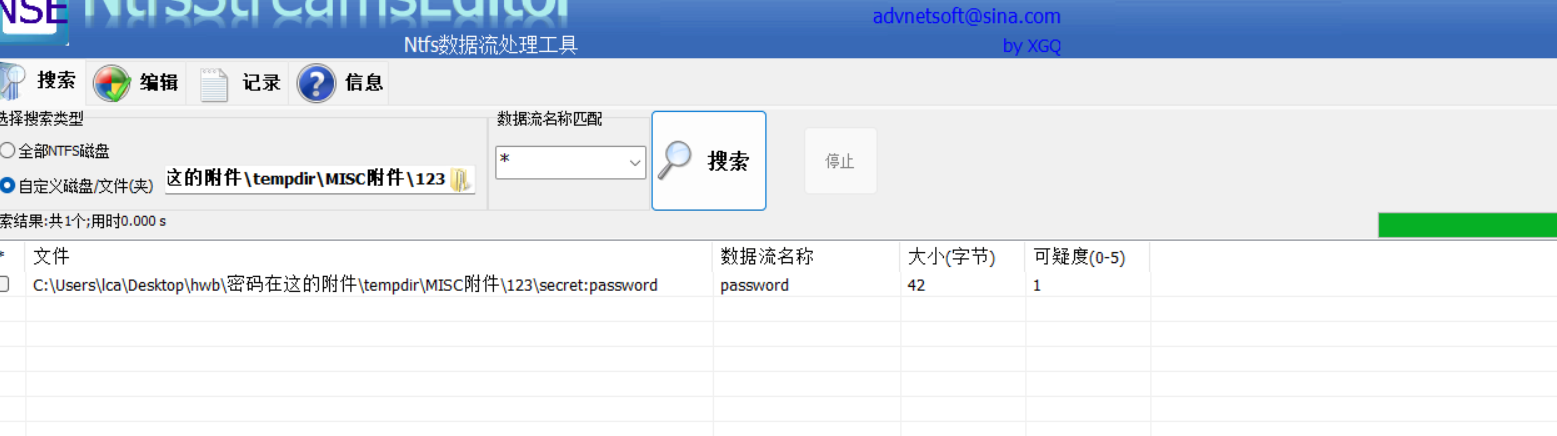 NSE NtfsStreamsEditor
advnetsoft@sina.com
Ntfs数据流处理工具
by XGQ
搜索 编辑 记录 信息
选择搜索类型 数据流名称匹配
全部NTFS磁盘
* 搜索 停止
自定义磁盘/文件(夹) 这的附件\tempdir\MISC附件\123
索结果:共1个;用时0.000 s
* 文件 数据流名称 大小(字节) 可疑度(0-5)
C:\Users\lca\Desktop\hwb\密码在这的附件\tempdir\MISC附件\123\secret:password password 42 1